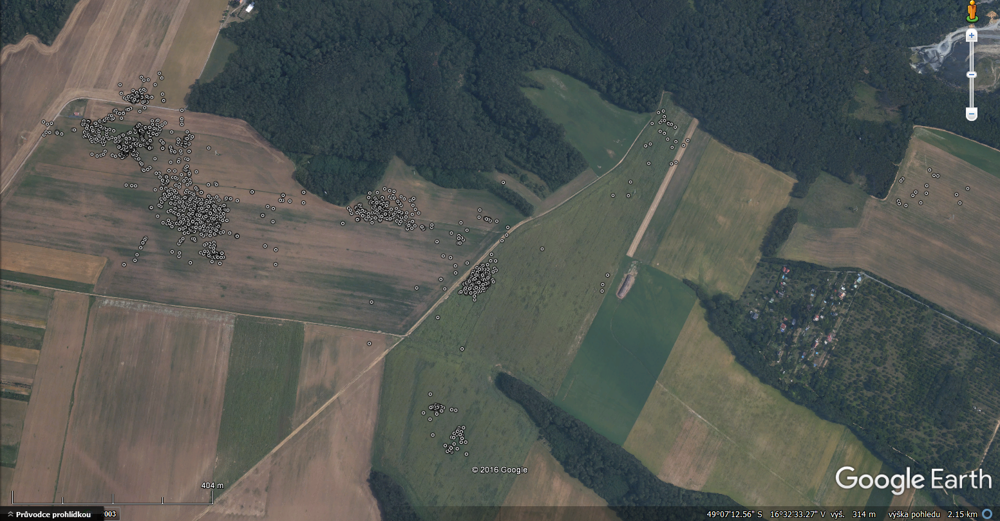 404 m
© 2016 Google
Google Earth
Průvodce prohlídkou
2003
49°07'12.56" S 16°32'33.27" V výš. 314 m výška pohledu 2.15 km